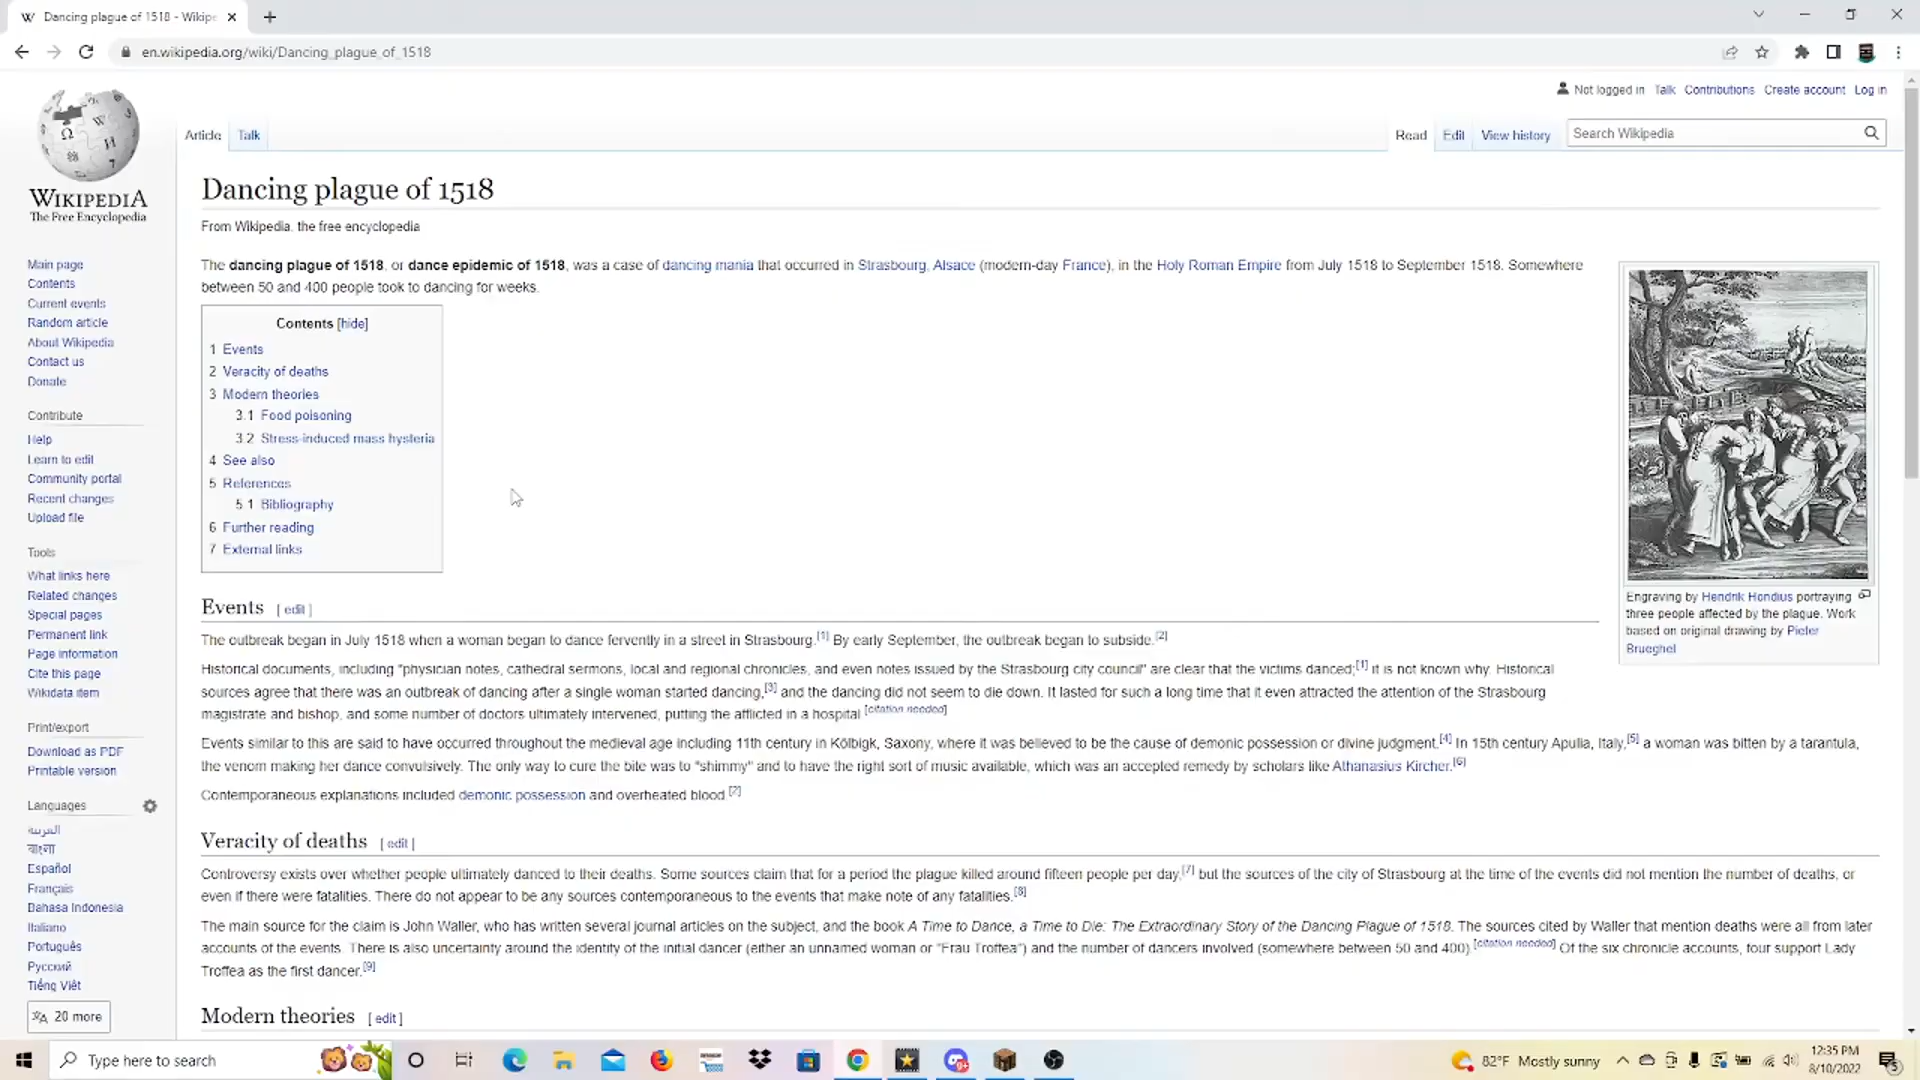 Dancing plague of 1518 - Wikipe
en.wikipedia.org/wiki/Dancing_plague_of_1518
Not logged in Talk Contributions Create account Log in
Article Talk
Read Edit View history Search Wikipedia
WIKIPEDIA
The Free Encyclopedia
Main page
Contents
Current events
Random article
About Wikipedia
Contact us
Donate
Contribute
Help
Learn to edit
Community portal
Recent changes
Upload file
Tools
What links here
Related changes
Special pages
Permanent link
Page information
Cite this page
Wikidata item
Print/export
Download as PDF
Printable version
Languages
العربية
বাংলা
Español
Français
Bahasa Indonesia
Italiano
Português
Русский
Tiếng Việt
20 more
Dancing plague of 1518
From Wikipedia, the free encyclopedia
The dancing plague of 1518, or dance epidemic of 1518, was a case of dancing mania that occurred in Strasbourg, Alsace (modern-day France), in the Holy Roman Empire from July 1518 to September 1518. Somewhere
between 50 and 400 people took to dancing for weeks.
Contents [hide]
1 Events
2 Veracity of deaths
3 Modern theories
3.1 Food poisoning
3.2 Stress-induced mass hysteria
4 See also
5 References
5.1 Bibliography
6 Further reading
7 External links
Engraving by Hendrik Hondius portraying
three people affected by the plague. Work
based on original drawing by Pieter
Brueghel
Events [ edit ]
The outbreak began in July 1518 when a woman began to dance fervently in a street in Strasbourg.[1] By early September, the outbreak began to subside.[2]
Historical documents, including "physician notes, cathedral sermons, local and regional chronicles, and even notes issued by the Strasbourg city council" are clear that the victims danced;[1] it is not known why. Historical
sources agree that there was an outbreak of dancing after a single woman started dancing,[3] and the dancing did not seem to die down. It lasted for such a long time that it even attracted the attention of the Strasbourg
magistrate and bishop, and some number of doctors ultimately intervened, putting the afflicted in a hospital.[citation needed]
Events similar to this are said to have occurred throughout the medieval age including 11th century in Kölbigk, Saxony, where it was believed to be the cause of demonic possession or divine judgment.[4] In 15th century Apulia, Italy,[5] a woman was bitten by a tarantula,
the venom making her dance convulsively. The only way to cure the bite was to "shimmy" and to have the right sort of music available, which was an accepted remedy by scholars like Athanasius Kircher.[6]
Contemporaneous explanations included demonic possession and overheated blood.[7]
Veracity of deaths [ edit ]
Controversy exists over whether people ultimately danced to their deaths. Some sources claim that for a period the plague killed around fifteen people per day,[7] but the sources of the city of Strasbourg at the time of the events did not mention the number of deaths, or
even if there were fatalities. There do not appear to be any sources contemporaneous to the events that make note of any fatalities.[8]
The main source for the claim is John Waller, who has written several journal articles on the subject, and the book A Time to Dance, a Time to Die: The Extraordinary Story of the Dancing Plague of 1518. The sources cited by Waller that mention deaths were all from later
accounts of the events. There is also uncertainty around the identity of the initial dancer (either an unnamed woman or "Frau Troffea") and the number of dancers involved (somewhere between 50 and 400).[citation needed] Of the six chronicle accounts, four support Lady
Troffea as the first dancer.[9]
Modern theories [ edit ]
Type here to search
82°F Mostly sunny
12:35 PM
8/10/2022